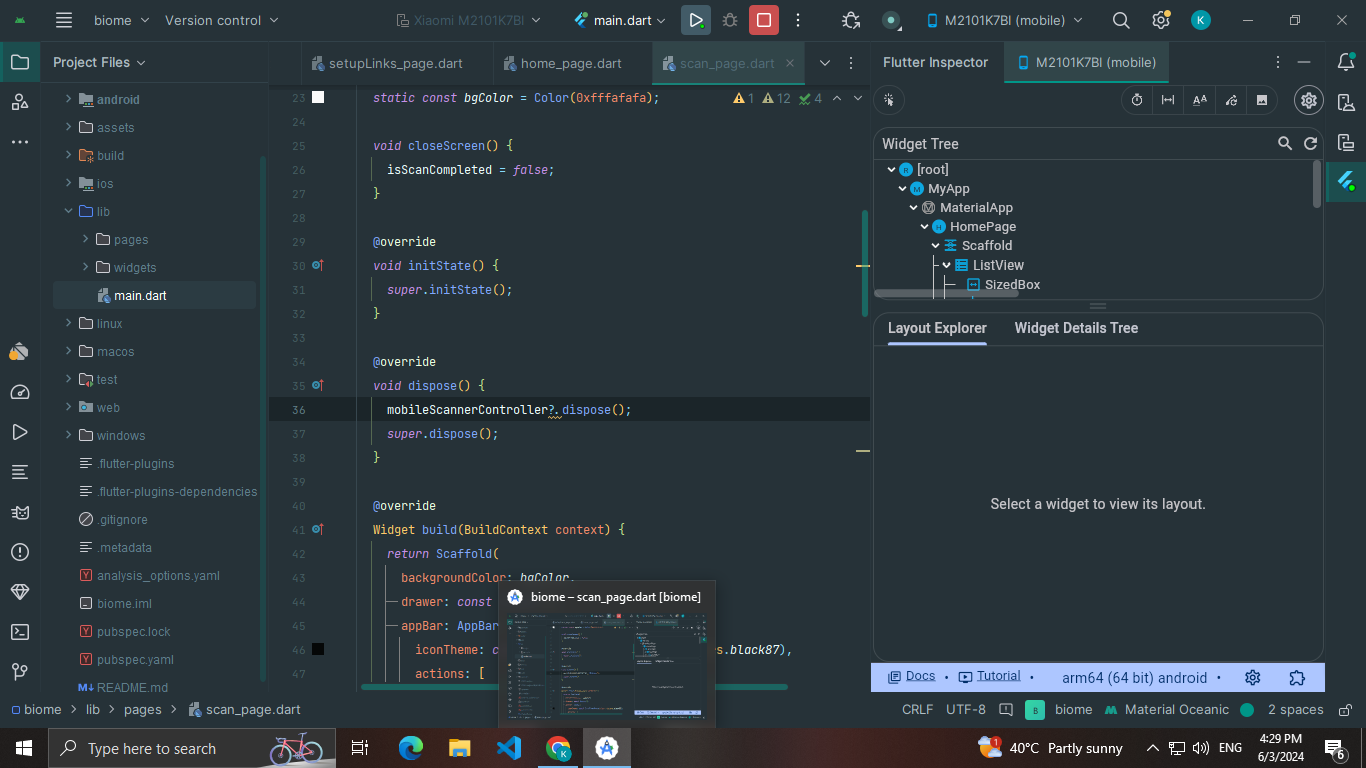 biome
Version control
Xiaomi M2101K7BI
main.dart
M2101K7BI (mobile)
K
Project Files
setupLinks_page.dart
home_page.dart
scan_page.dart
Flutter Inspector
M2101K7BI (mobile)
android
assets
build
ios
lib
pages
widgets
main.dart
linux
macos
test
web
windows
.flutter-plugins
.flutter-plugins-dependencies
.gitignore
.metadata
analysis_options.yaml
biome.iml
pubspec.lock
pubspec.yaml
README.md
1 12 4
23 static const bgColor = Color(0xfffafafa);
24
25 void closeScreen() {
26 isScanCompleted = false;
27 }
28
29 @override
30 void initState() {
31 super.initState();
32 }
33
34 @override
35 void dispose() {
36 mobileScannerController?.dispose();
37 super.dispose();
38 }
39
40 @override
41 Widget build(BuildContext context) {
42 return Scaffold(
43 backgroundColor: bgColor,
44 drawer: const
45 appBar: AppBar
46 iconTheme: c s.black87),
47 actions: [
biome – scan_page.dart [biome]
Widget Tree
[root]
MyApp
MaterialApp
HomePage
Scaffold
ListView
SizedBox
Layout Explorer
Widget Details Tree
Select a widget to view its layout.
Docs • Tutorial • arm64 (64 bit) android •
biome > lib > pages > scan_page.dart
CRLF UTF-8 B biome Material Oceanic 2 spaces
Type here to search
1
40°C Partly sunny
ENG
4:29 PM
6/3/2024
6